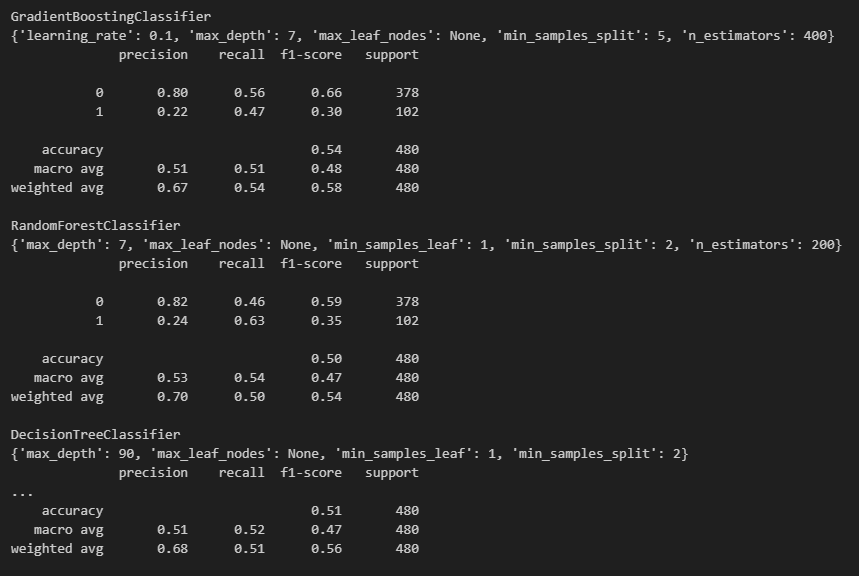 GradientBoostingClassifier
{'learning_rate': 0.1, 'max_depth': 7, 'max_leaf_nodes': None, 'min_samples_split': 5, 'n_estimators': 400}
              precision    recall  f1-score   support

           0       0.80      0.56      0.66       378
           1       0.22      0.47      0.30       102

    accuracy                           0.54       480
   macro avg       0.51      0.51      0.48       480
weighted avg       0.67      0.54      0.58       480

RandomForestClassifier
{'max_depth': 7, 'max_leaf_nodes': None, 'min_samples_leaf': 1, 'min_samples_split': 2, 'n_estimators': 200}
              precision    recall  f1-score   support

           0       0.82      0.46      0.59       378
           1       0.24      0.63      0.35       102

    accuracy                           0.50       480
   macro avg       0.53      0.54      0.47       480
weighted avg       0.70      0.50      0.54       480

DecisionTreeClassifier
{'max_depth': 90, 'max_leaf_nodes': None, 'min_samples_leaf': 1, 'min_samples_split': 2}
              precision    recall  f1-score   support
...
    accuracy                           0.51       480
   macro avg       0.51      0.52      0.47       480
weighted avg       0.68      0.51      0.56       480